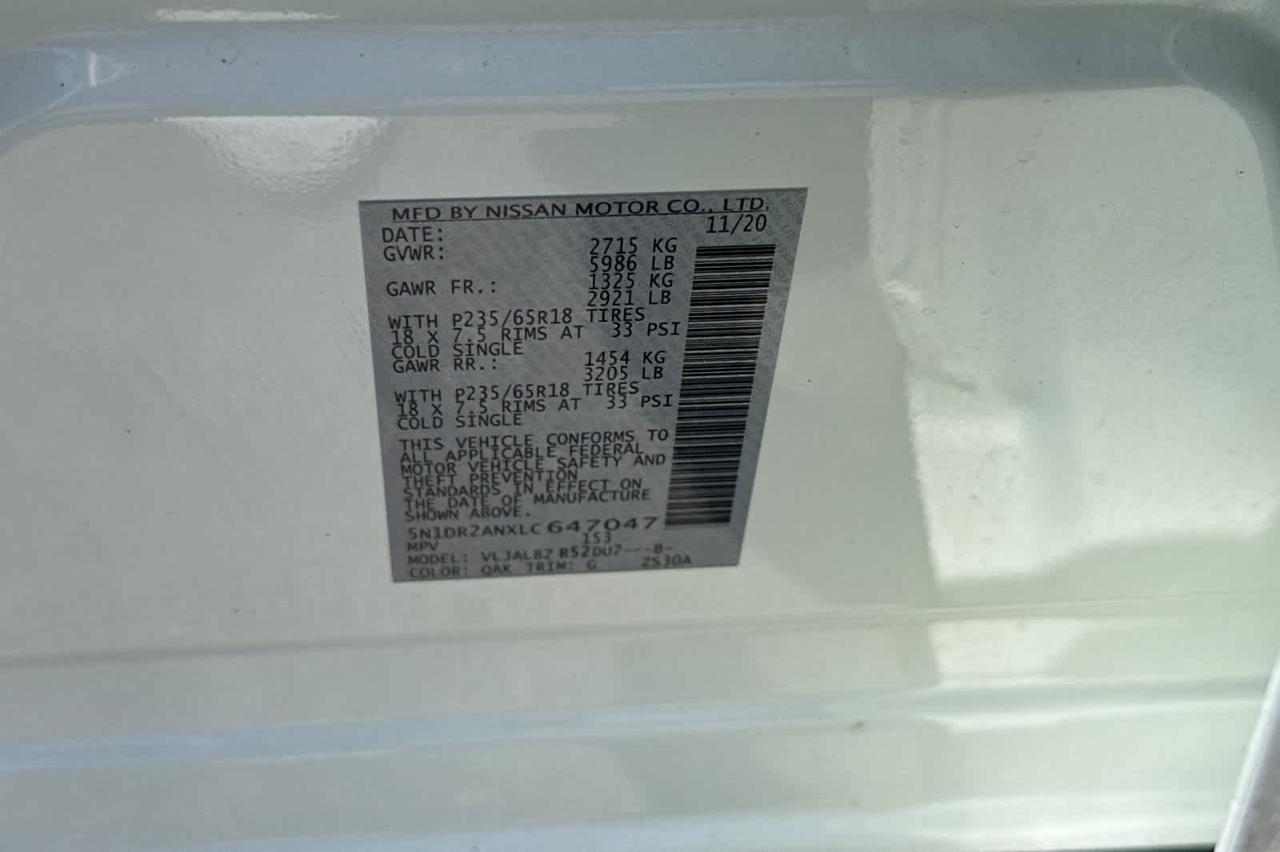 MFD BY NISSAN MOTOR CO., LTD.
DATE: 11/20
GVWR: 2715 KG
5986 LB
GAWR FR.: 1325 KG
2921 LB
WITH P235/65R18 TIRES
18 X 7.5 RIMS AT 33 PSI
COLD SINGLE
GAWR RR.: 1454 KG
3205 LB
WITH P235/65R18 TIRES
18 X 7.5 RIMS AT 33 PSI
COLD SINGLE
THIS VEHICLE CONFORMS TO
ALL APPLICABLE FEDERAL
MOTOR VEHICLE SAFETY AND
THEFT PREVENTION
STANDARDS IN EFFECT ON
THE DATE OF MANUFACTURE
SHOWN ABOVE.
5N1DR2ANXLC647047
MPV 153
MODEL: VL3ALBZ R52DUZ---B-
COLOR: QAK TRIM: G ZS30A